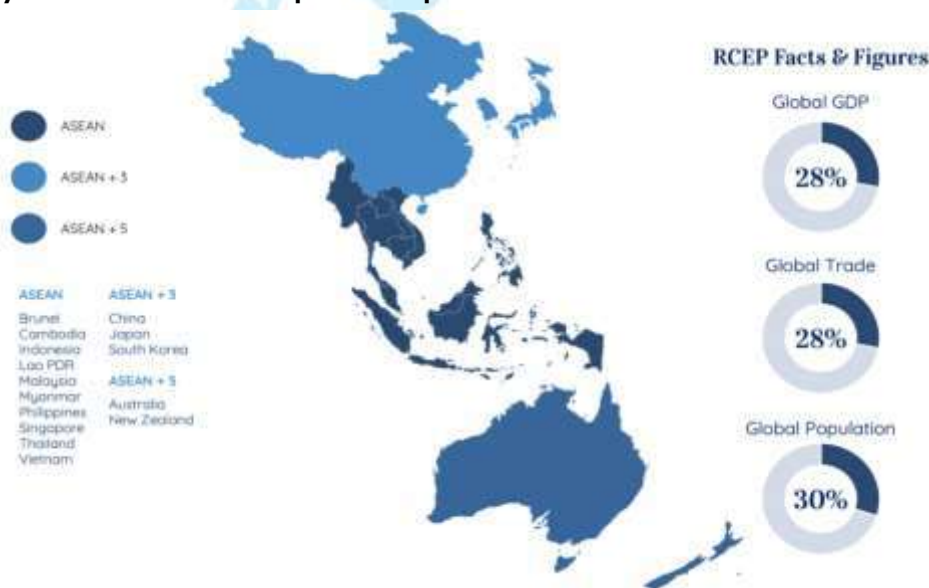 RCEP Facts & Figures
Global GDP
28%
Global Trade
28%
Global Population
30%
ASEAN
ASEAN + 3
ASEAN + 5
ASEAN
Brunei
Cambodia
Indonesia
Lao PDR
Malaysia
Myanmar
Philippines
Singapore
Thailand
Vietnam
ASEAN + 3
China
Japan
South Korea
ASEAN + 5
Australia
New Zealand